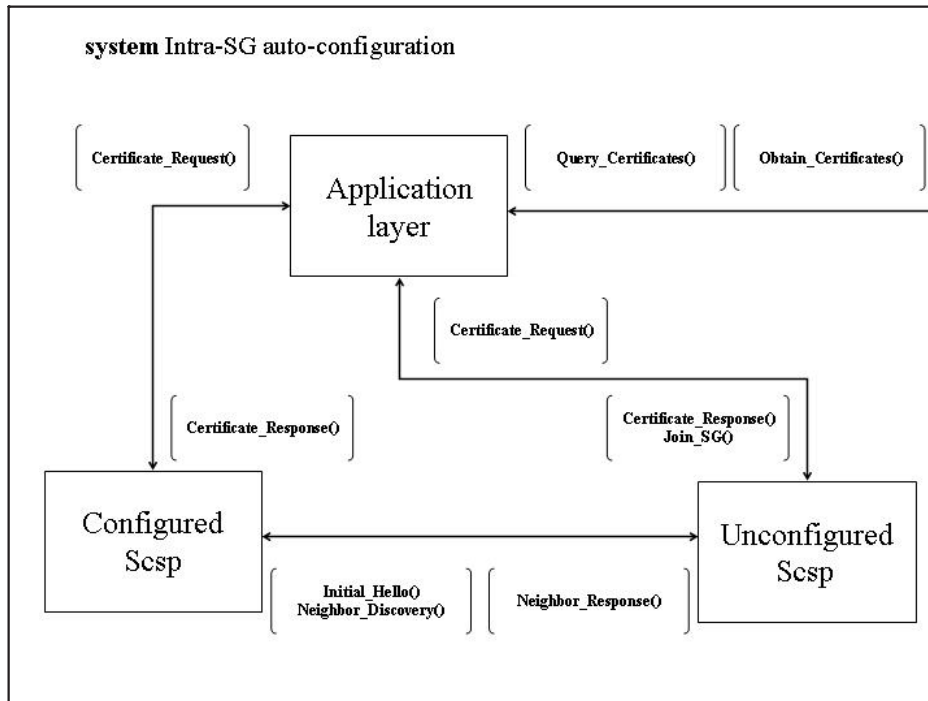 system Intra-SG auto-configuration
Certificate_Request()
Query_Certificates()
Obtain_Certificates()
Application
layer
Certificate_Request()
Certificate_Response()
Certificate_Response()
Join_SG()
Configured
Scsp
Unconfigured
Scsp
Initial_Hello()
Neighbor_Discovery()
Neighbor_Response()